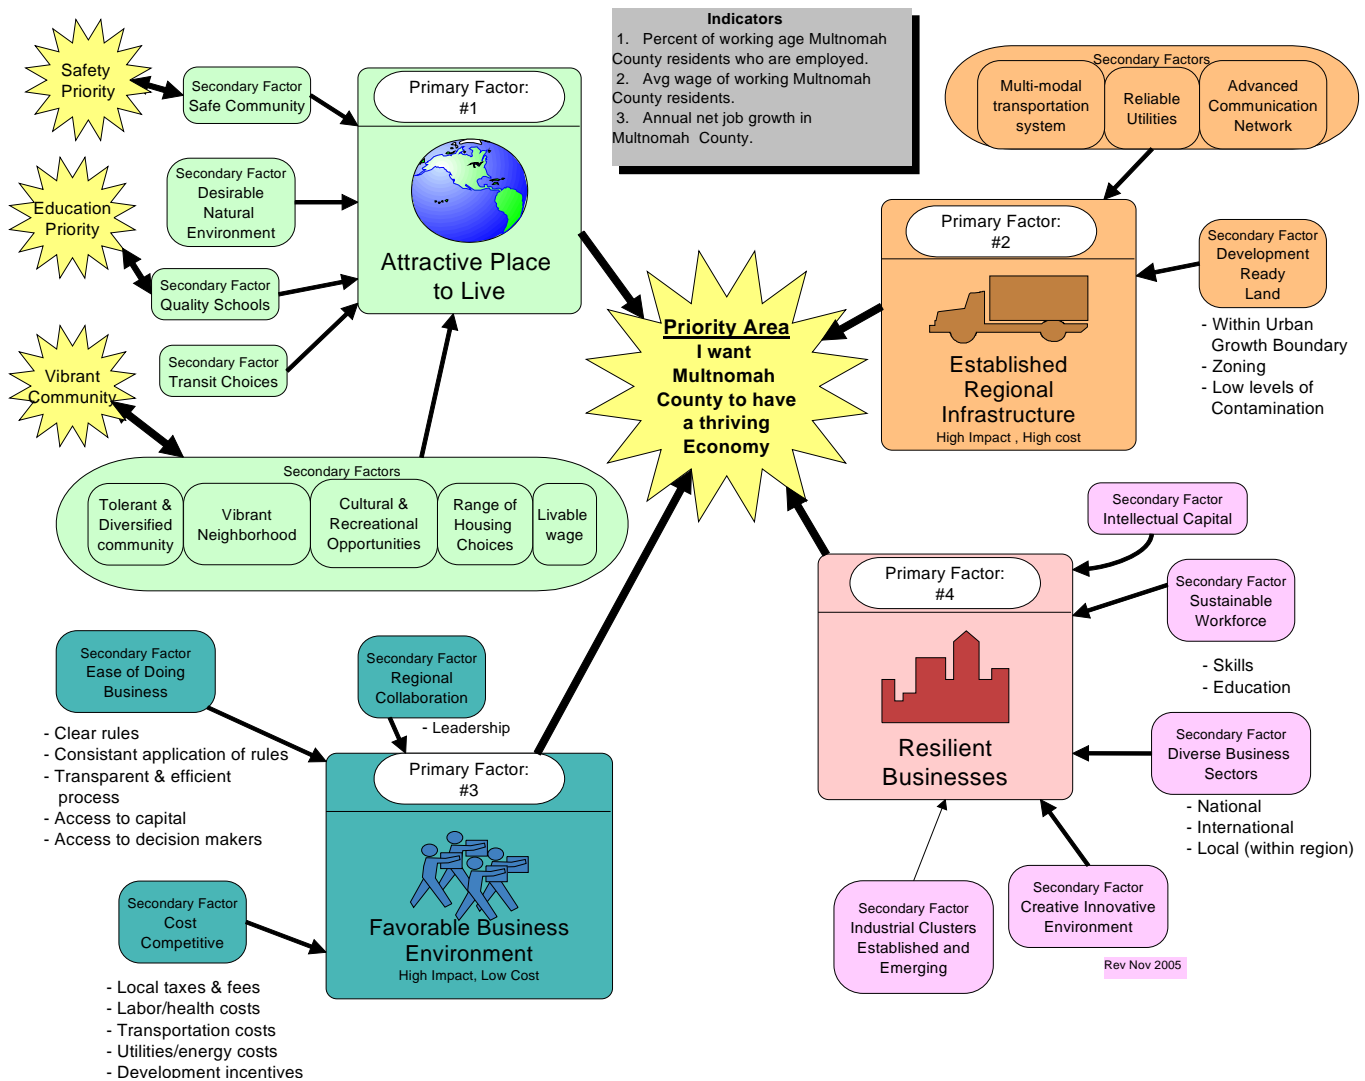 Indicators
1. Percent of working age Multnomah
County residents who are employed.
2. Avg wage of working Multnomah
County residents.
3. Annual net job growth in
Multnomah County.
Safety
Priority
Secondary Factor
Safe Community
Primary Factor:
#1
Attractive Place
to Live
Secondary Factor
Desirable
Natural
Environment
Education
Priority
Secondary Factor
Quality Schools
Secondary Factor
Transit Choices
Vibrant
Community
Secondary Factors
Tolerant &
Diversified
community
Vibrant
Neighborhood
Cultural &
Recreational
Opportunities
Range of
Housing
Choices
Livable
wage
Priority Area
I want
Multnomah
County to have
a thriving
Economy
Secondary Factors
Multi-modal
transportation
system
Reliable
Utilities
Advanced
Communication
Network
Primary Factor:
#2
Established
Regional
Infrastructure
High Impact , High cost
Secondary Factor
Development
Ready
Land
- Within Urban
Growth Boundary
- Zoning
- Low levels of
Contamination
Secondary Factor
Ease of Doing
Business
- Clear rules
- Consistant application of rules
- Transparent & efficient
process
- Access to capital
- Access to decision makers
Secondary Factor
Regional
Collaboration
- Leadership
Primary Factor:
#3
Favorable Business
Environment
High Impact, Low Cost
Secondary Factor
Cost
Competitive
- Local taxes & fees
- Labor/health costs
- Transportation costs
- Utilities/energy costs
- Development incentives
Primary Factor:
#4
Resilient
Businesses
Secondary Factor
Intellectual Capital
Secondary Factor
Sustainable
Workforce
- Skills
- Education
Secondary Factor
Diverse Business
Sectors
- National
- International
- Local (within region)
Secondary Factor
Industrial Clusters
Established and
Emerging
Secondary Factor
Creative Innovative
Environment
Rev Nov 2005